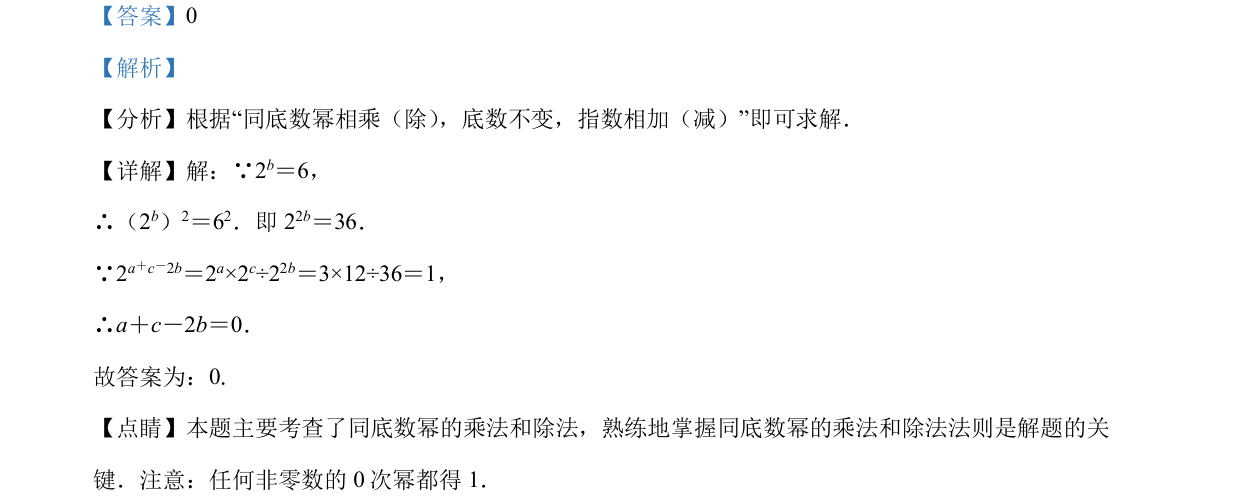 【答案】0
【解析】
【分析】根据“同底数幂相乘（除），底数不变，指数相加（减）”即可求解．
【详解】解：∵2ᵇ＝6，
∴（2ᵇ）²＝6²．即 2²ᵇ＝36．
∵2ᵃ⁺ᶜ⁻²ᵇ＝2ᵃ×2ᶜ÷2²ᵇ＝3×12÷36＝1，
∴a＋c－2b＝0．
故答案为：0.
【点睛】本题主要考查了同底数幂的乘法和除法，熟练地掌握同底数幂的乘法和除法法则是解题的关
键．注意：任何非零数的 0 次幂都得 1．